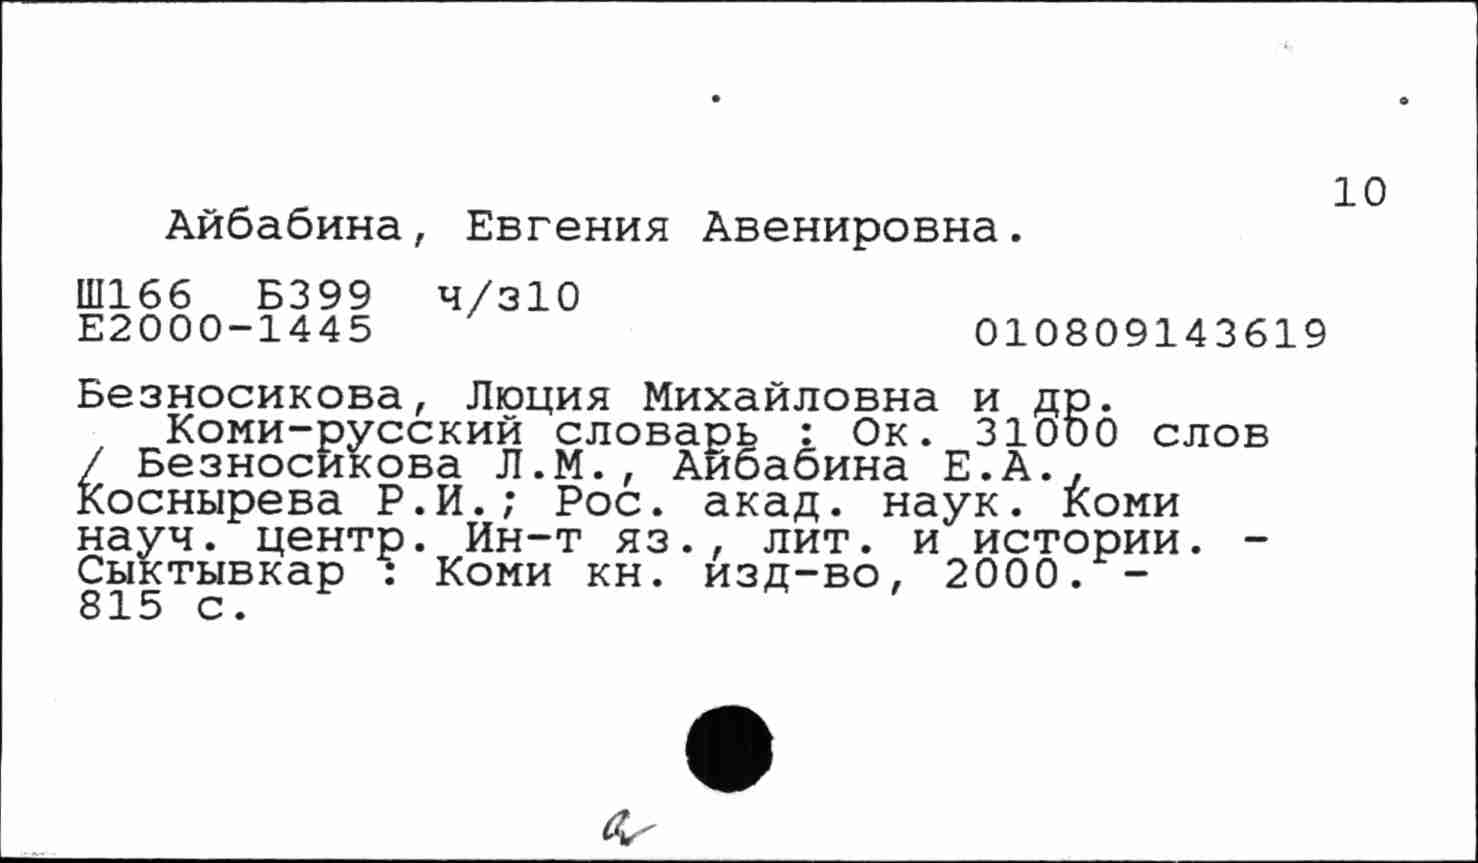 10
Айбабина, Евгения Авенировна.
Ш166 Б399 ч/з10
Е2000-1445 010809143619
Безносикова, Люция Михайловна и др.
Коми-русский словарь : Ок. 31000 слов
/ Безносикова Л.М., Айбабина Е.А.,
Коснырева Р.И.; Рос. акад. наук. Коми
науч. центр. Ин-т яз., лит. и истории. -
Сыктывкар : Коми кн. изд-во, 2000. -
815 с.